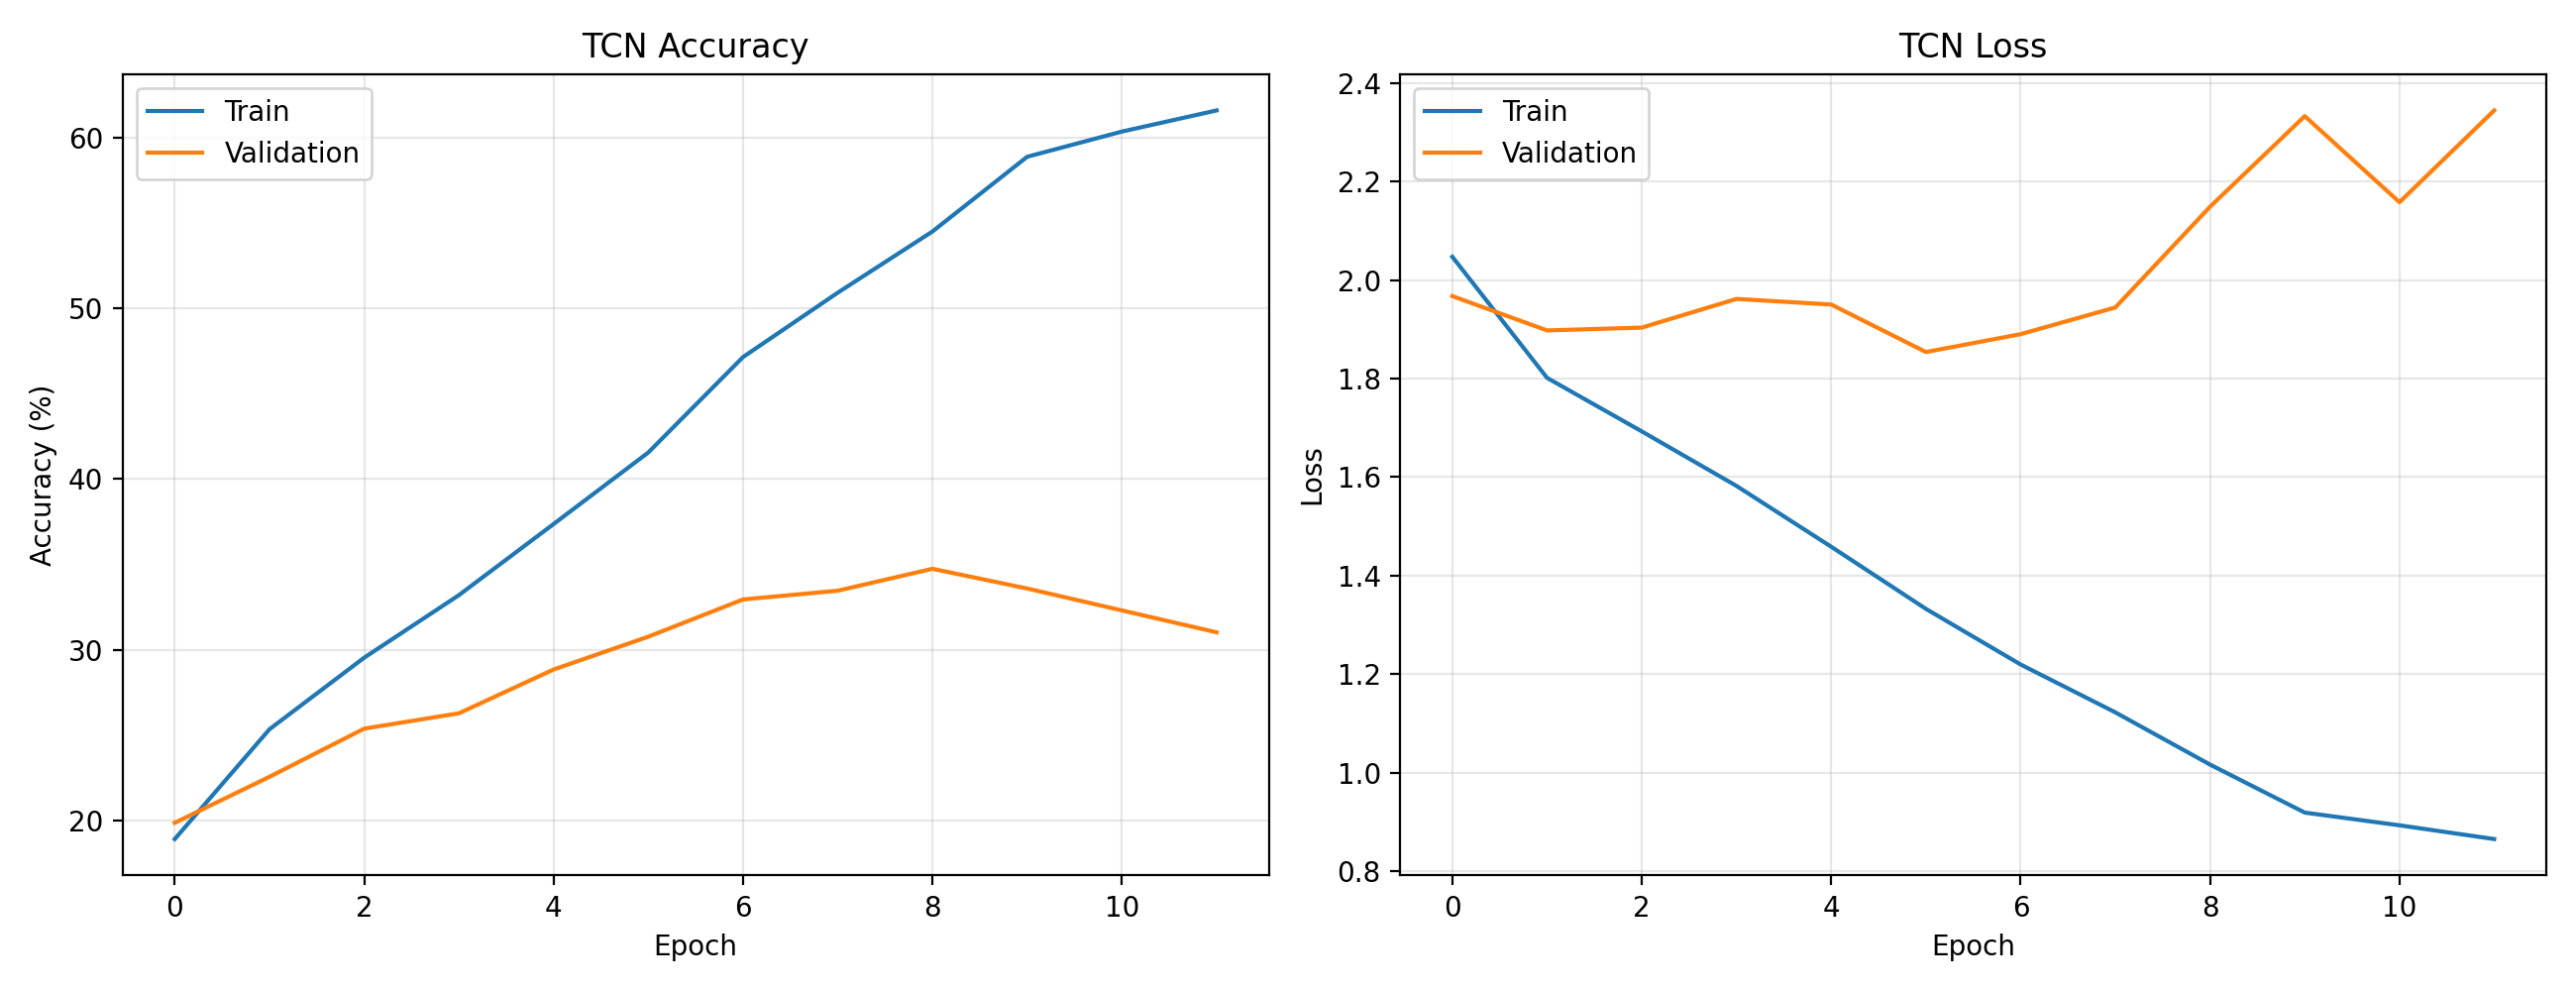 TCN Accuracy
Train
Validation
Accuracy (%)
60
50
40
30
20
0 2 4 6 8 10
Epoch
TCN Loss
Train
Validation
Loss
2.4
2.2
2.0
1.8
1.6
1.4
1.2
1.0
0.8
0 2 4 6 8 10
Epoch